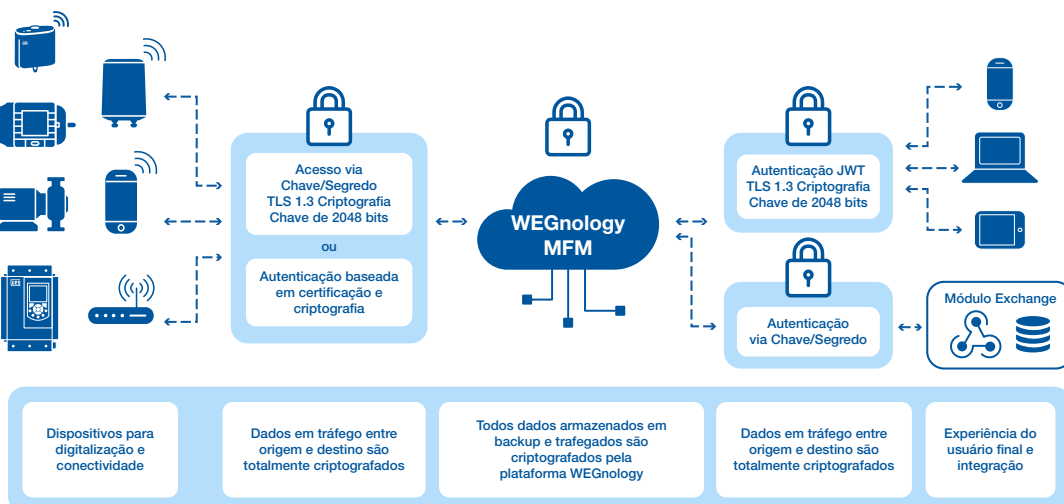 Acesso via
Chave/Segredo
TLS 1.3 Criptografia
Chave de 2048 bits
ou
Autenticação baseada
em certificação e
criptografia
WEGnology
MFM
Autenticação JWT
TLS 1.3 Criptografia
Chave de 2048 bits
Autenticação
via Chave/Segredo
Módulo Exchange
Dispositivos para
digitalização e
conectividade
Dados em tráfego entre
origem e destino são
totalmente criptografados
Todos dados armazenados em
backup e trafegados são
criptografados pela
plataforma WEGnology
Dados em tráfego entre
origem e destino são
totalmente criptografados
Experiência do
usuário final e
integração